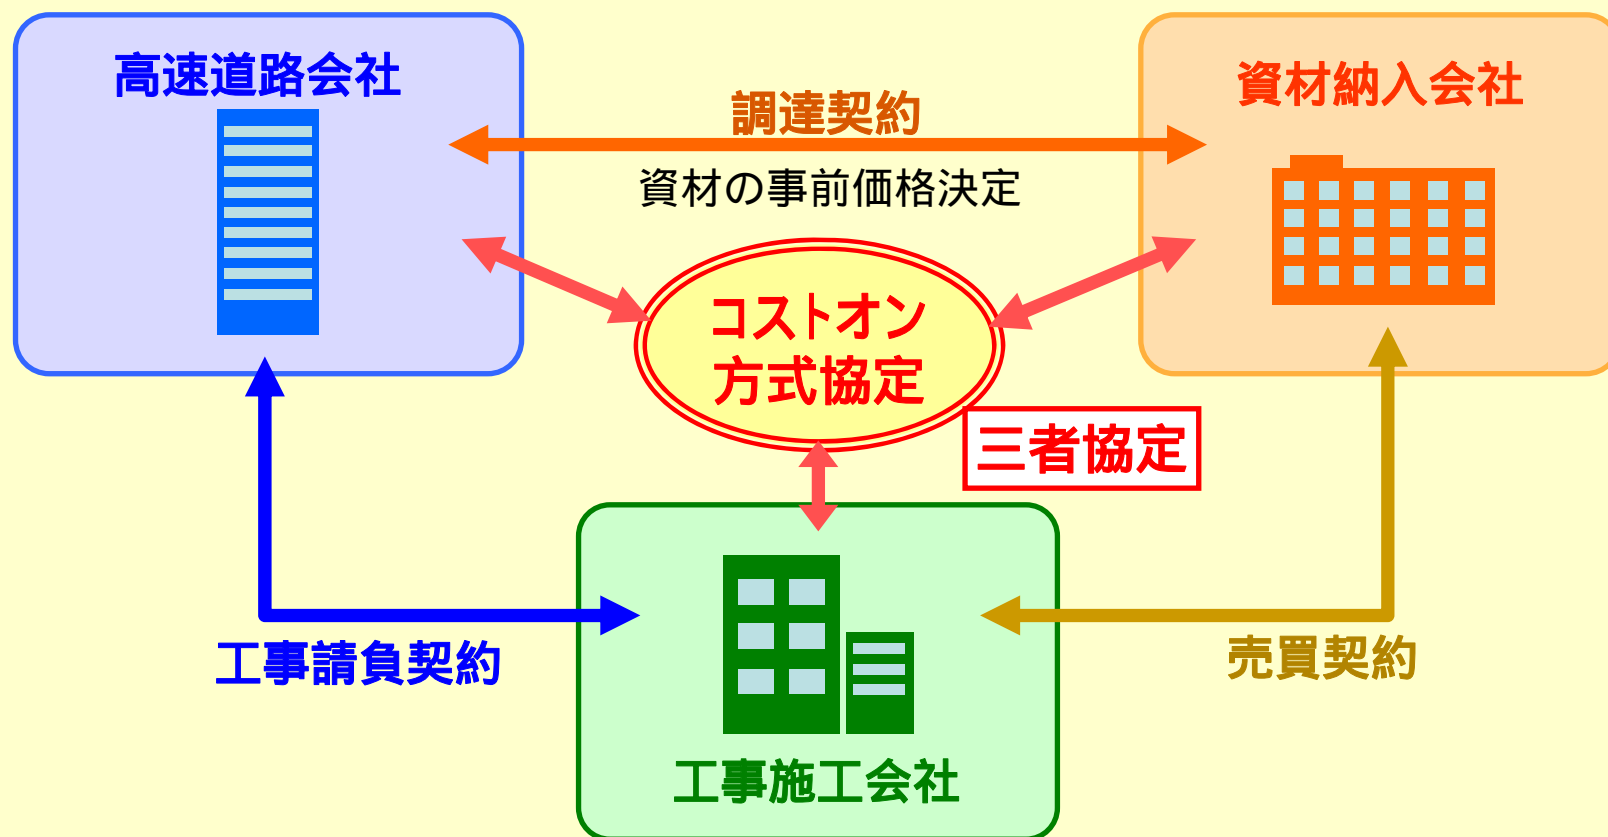 高速道路会社
資材納入会社
調達契約
資材の事前価格決定
コストオン
方式協定
三者協定
工事請負契約
売買契約
工事施工会社